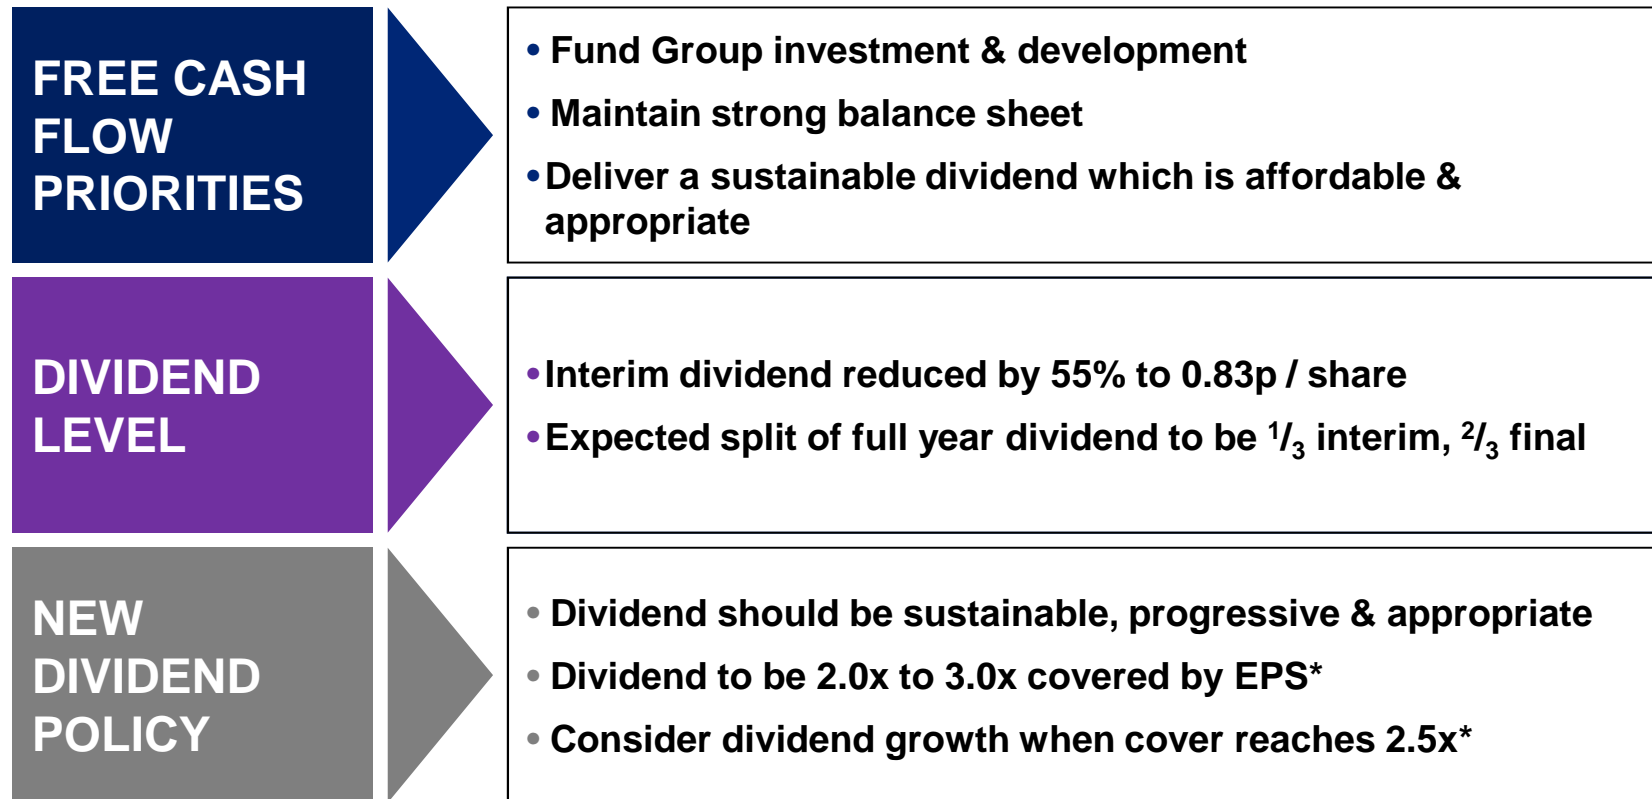 FREE CASH
FLOW
PRIORITIES
• Fund Group investment & development
• Maintain strong balance sheet
• Deliver a sustainable dividend which is affordable &
appropriate
DIVIDEND
LEVEL
• Interim dividend reduced by 55% to 0.83p / share
• Expected split of full year dividend to be 1/3 interim, 2/3 final
NEW
DIVIDEND
POLICY
• Dividend should be sustainable, progressive & appropriate
• Dividend to be 2.0x to 3.0x covered by EPS*
• Consider dividend growth when cover reaches 2.5x*